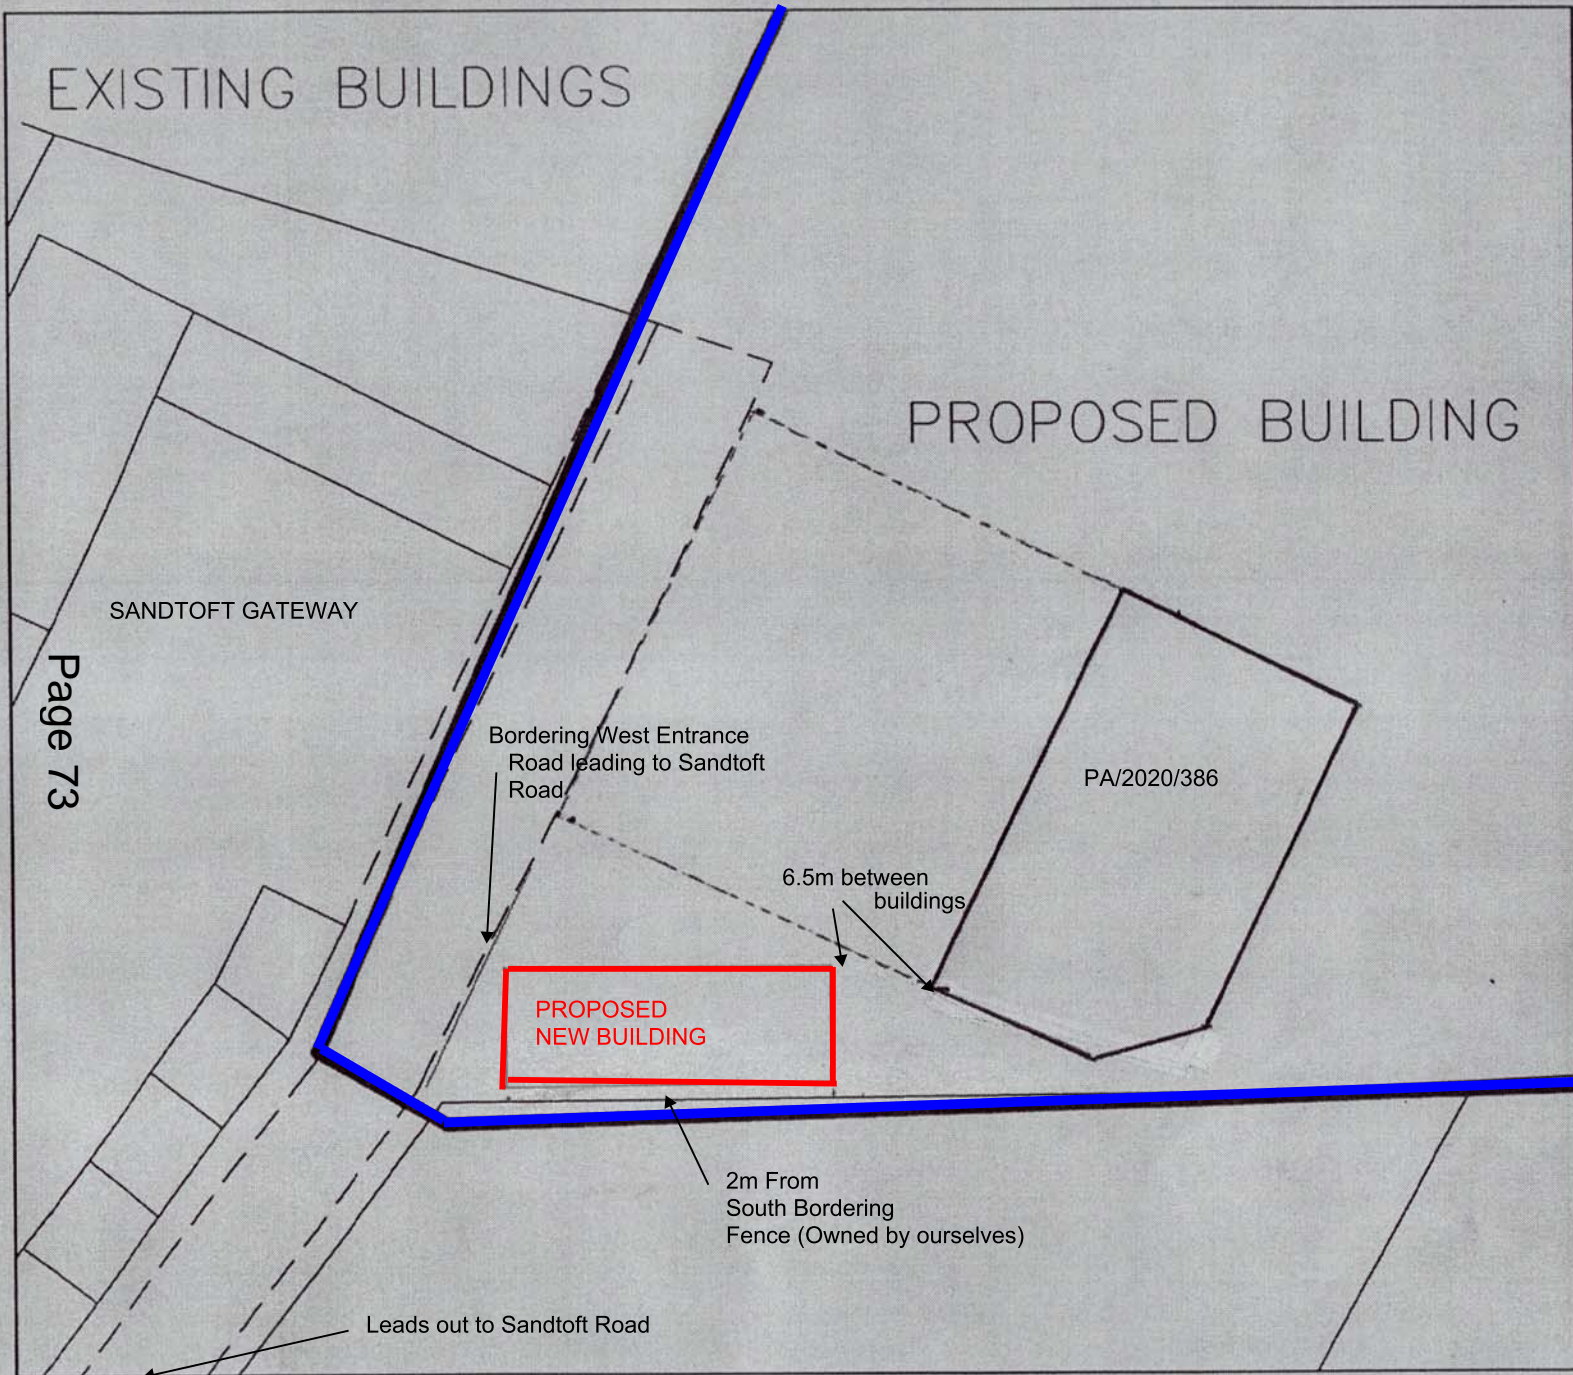 EXISTING BUILDINGS
PROPOSED BUILDING
SANDTOFT GATEWAY
Page 73
Bordering West Entrance
Road leading to Sandtoft
Road
PA/2020/386
6.5m between
buildings
PROPOSED
NEW BUILDING
2m From
South Bordering
Fence (Owned by ourselves)
Leads out to Sandtoft Road